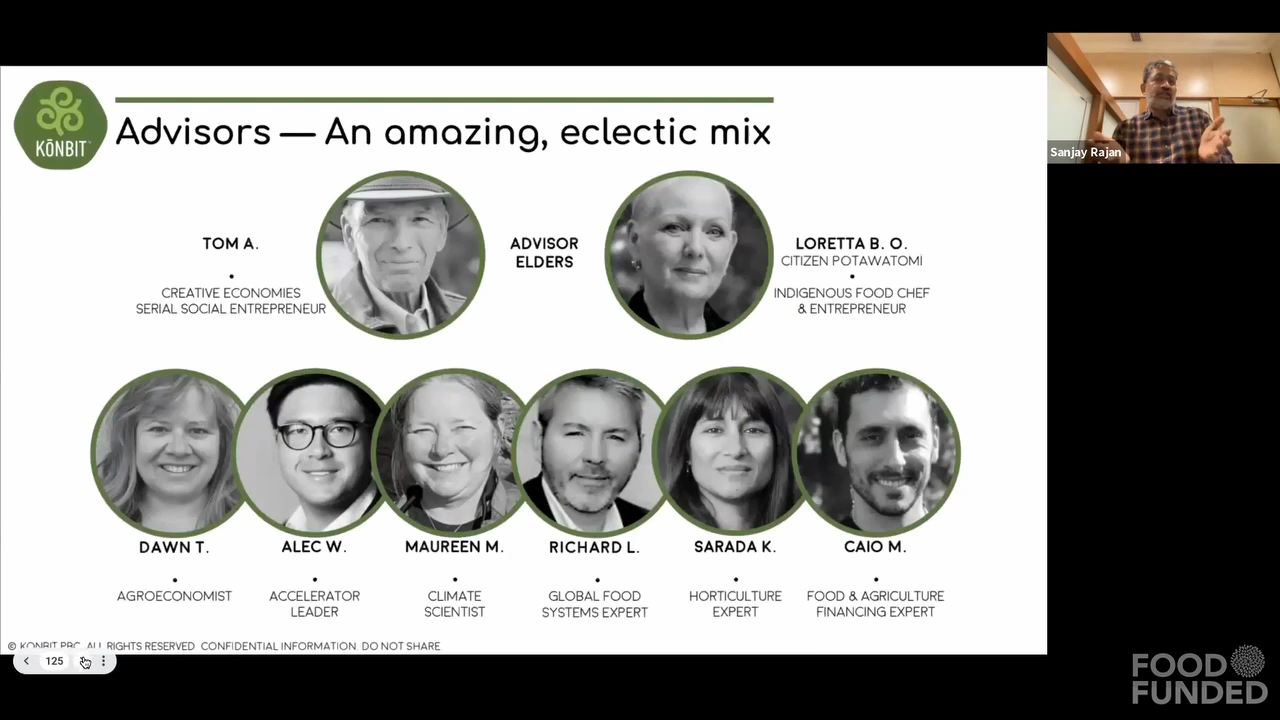 KŌNBIT
Advisors — An amazing, eclectic mix
Sanjay Rajan
TOM A.
•
CREATIVE ECONOMIES
SERIAL SOCIAL ENTREPRENEUR
ADVISOR
ELDERS
LORETTA B. O.
CITIZEN POTAWATOMI
•
INDIGENOUS FOOD CHEF
& ENTREPRENEUR
DAWN T.
•
AGROECONOMIST
ALEC W.
•
ACCELERATOR
LEADER
MAUREEN M.
•
CLIMATE
SCIENTIST
RICHARD L.
•
GLOBAL FOOD
SYSTEMS EXPERT
SARADA K.
•
HORTICULTURE
EXPERT
CAIO M.
•
FOOD & AGRICULTURE
FINANCING EXPERT
© KONBIT PBC. ALL RIGHTS RESERVED. CONFIDENTIAL INFORMATION. DO NOT SHARE
125
FOOD
FUNDED